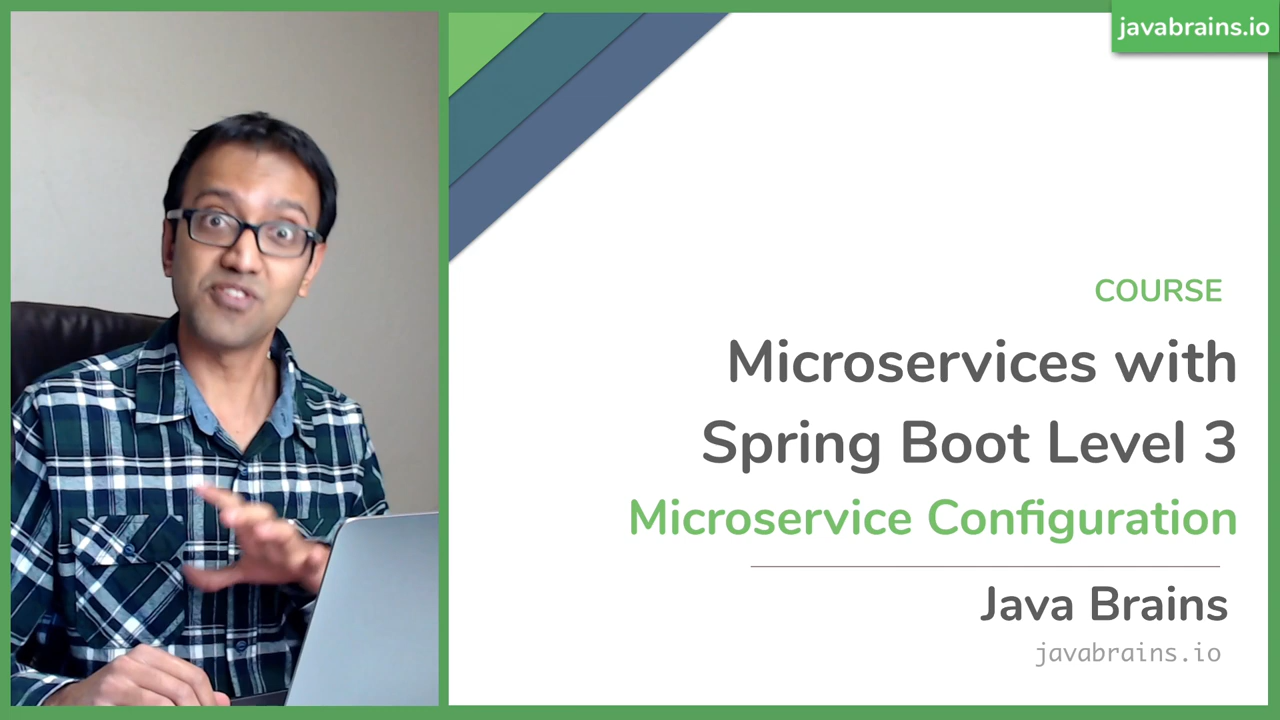 javabrains.io
COURSE
Microservices with
Spring Boot Level 3
Microservice Configuration
Java Brains
javabrains.io